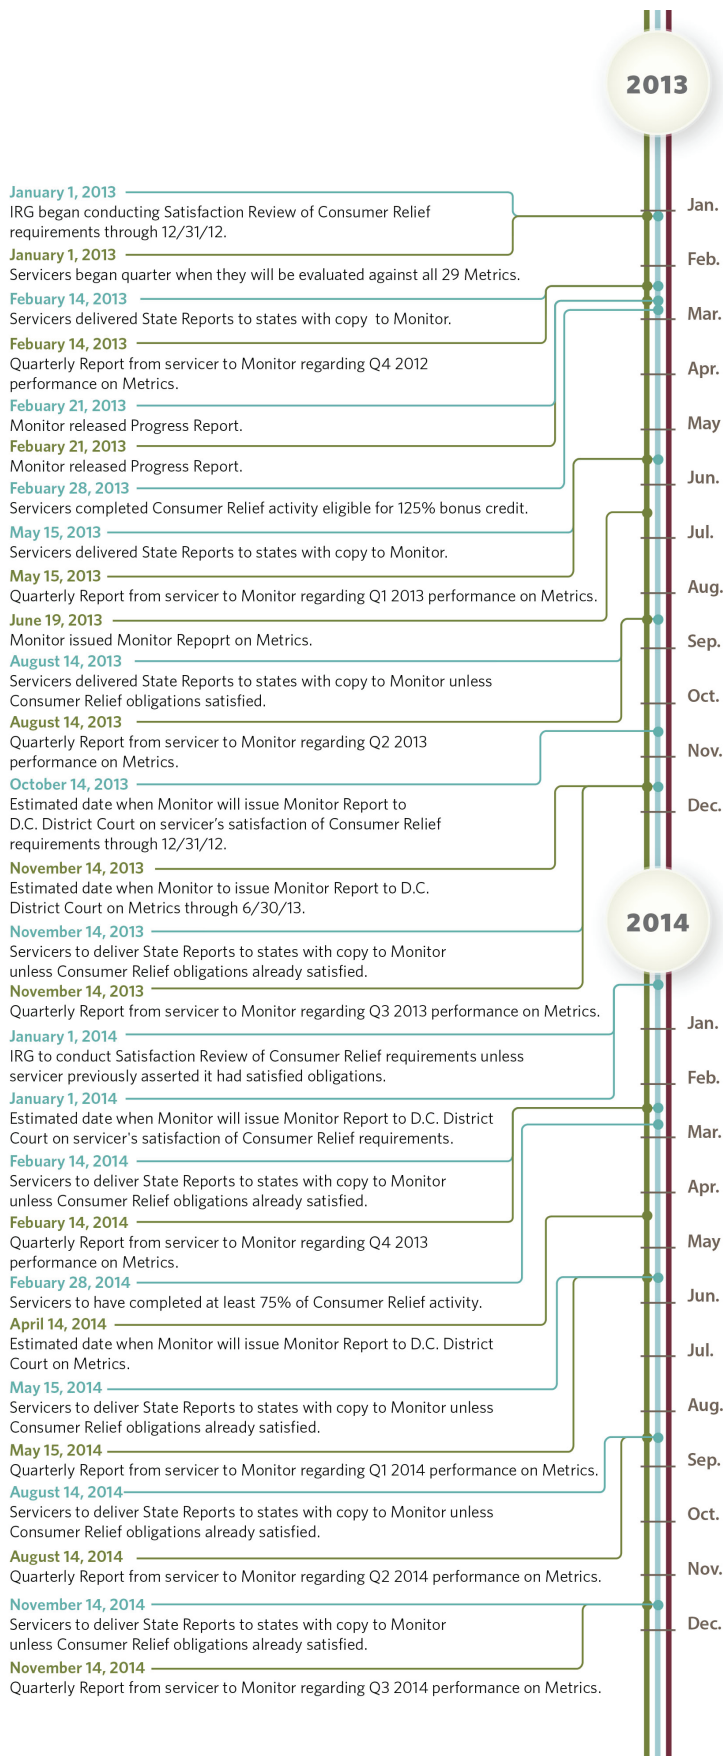 2013
January 1, 2013
IRG began conducting Satisfaction Review of Consumer Relief
requirements through 12/31/12.
January 1, 2013
Servicers began quarter when they will be evaluated against all 29 Metrics.
Febuary 14, 2013
Servicers delivered State Reports to states with copy to Monitor.
Febuary 14, 2013
Quarterly Report from servicer to Monitor regarding Q4 2012
performance on Metrics.
Febuary 21, 2013
Monitor released Progress Report.
Febuary 21, 2013
Monitor released Progress Report.
Febuary 28, 2013
Servicers completed Consumer Relief activity eligible for 125% bonus credit.
May 15, 2013
Servicers delivered State Reports to states with copy to Monitor.
May 15, 2013
Quarterly Report from servicer to Monitor regarding Q1 2013 performance on Metrics.
June 19, 2013
Monitor issued Monitor Repoprt on Metrics.
August 14, 2013
Servicers delivered State Reports to states with copy to Monitor unless
Consumer Relief obligations satisfied.
August 14, 2013
Quarterly Report from servicer to Monitor regarding Q2 2013
performance on Metrics.
October 14, 2013
Estimated date when Monitor will issue Monitor Report to
D.C. District Court on servicer's satisfaction of Consumer Relief
requirements through 12/31/12.
November 14, 2013
Estimated date when Monitor to issue Monitor Report to D.C.
District Court on Metrics through 6/30/13.
November 14, 2013
Servicers to deliver State Reports to states with copy to Monitor
unless Consumer Relief obligations already satisfied.
November 14, 2013
Quarterly Report from servicer to Monitor regarding Q3 2013 performance on Metrics.
Jan.
Feb.
Mar.
Apr.
May
Jun.
Jul.
Aug.
Sep.
Oct.
Nov.
Dec.
2014
January 1, 2014
IRG to conduct Satisfaction Review of Consumer Relief requirements unless
servicer previously asserted it had satisfied obligations.
January 1, 2014
Estimated date when Monitor will issue Monitor Report to D.C. District
Court on servicer's satisfaction of Consumer Relief requirements.
Febuary 14, 2014
Servicers to deliver State Reports to states with copy to Monitor
unless Consumer Relief obligations already satisfied.
Febuary 14, 2014
Quarterly Report from servicer to Monitor regarding Q4 2013
performance on Metrics.
Febuary 28, 2014
Servicers to have completed at least 75% of Consumer Relief activity.
April 14, 2014
Estimated date when Monitor will issue Monitor Report to D.C. District
Court on Metrics.
May 15, 2014
Servicers to deliver State Reports to states with copy to Monitor unless
Consumer Relief obligations already satisfied.
May 15, 2014
Quarterly Report from servicer to Monitor regarding Q1 2014 performance on Metrics.
August 14, 2014
Servicers to deliver State Reports to states with copy to Monitor unless
Consumer Relief obligations already satisfied.
August 14, 2014
Quarterly Report from servicer to Monitor regarding Q2 2014 performance on Metrics.
November 14, 2014
Servicers to deliver State Reports to states with copy to Monitor
unless Consumer Relief obligations already satisfied.
November 14, 2014
Quarterly Report from servicer to Monitor regarding Q3 2014 performance on Metrics.
Jan.
Feb.
Mar.
Apr.
May
Jun.
Jul.
Aug.
Sep.
Oct.
Nov.
Dec.